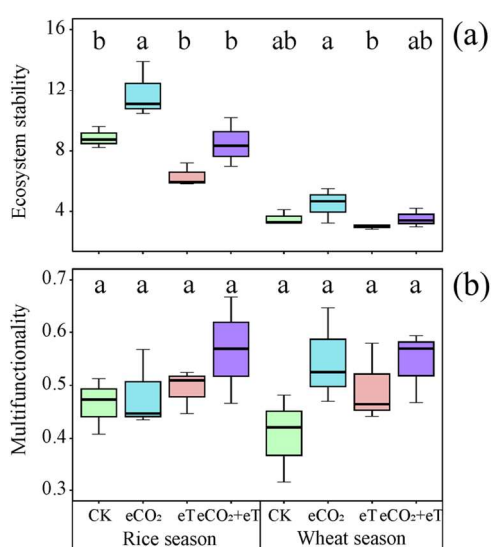 16
12
8
4
Ecosystem stability
b a b b ab a b ab
(a)
0.7
0.6
0.5
0.4
0.3
Multifunctionality
a a a a a a a a
(b)
CK eCO₂ eT eCO₂+eT CK eCO₂ eT eCO₂+eT
Rice season Wheat season